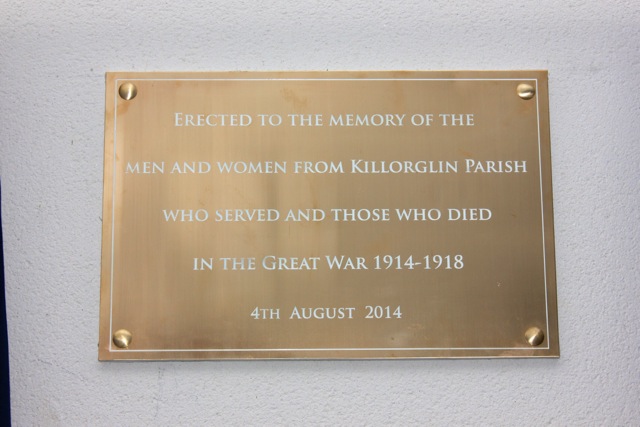 Erected to the memory of the
men and women from Killorglin Parish
who served and those who died
in the Great War 1914-1918
4th August 2014